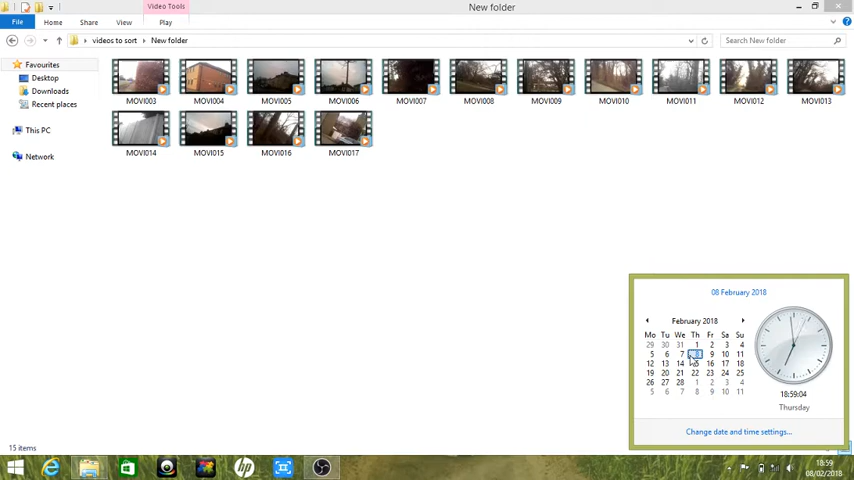 Video Tools
New folder
File Home Share View Play
videos to sort New folder
Search New folder
Favourites
Desktop
Downloads
Recent places
This PC
Network
MOVI003 MOVI004 MOVI005 MOVI006 MOVI007 MOVI008 MOVI009 MOVI010 MOVI011 MOVI012 MOVI013
MOVI014 MOVI015 MOVI016 MOVI017
08 February 2018
February 2018
Mo Tu We Th Fr Sa Su
29 30 31 1 2 3 4
5 6 7 8 9 10 11
12 13 14 15 16 17 18
19 20 21 22 23 24 25
26 27 28 1 2 3 4
5 6 7 8 9 10 11
18:59:04
Thursday
Change date and time settings...
15 items
hp
18:59
08/02/2018